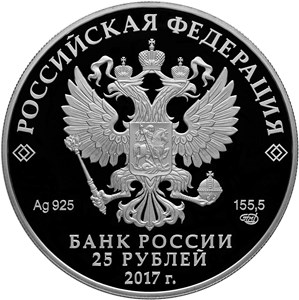 РОССИЙСКАЯ ФЕДЕРАЦИЯ
Ag 925
155,5
БАНК РОССИИ
25 РУБЛЕЙ
2017 г.